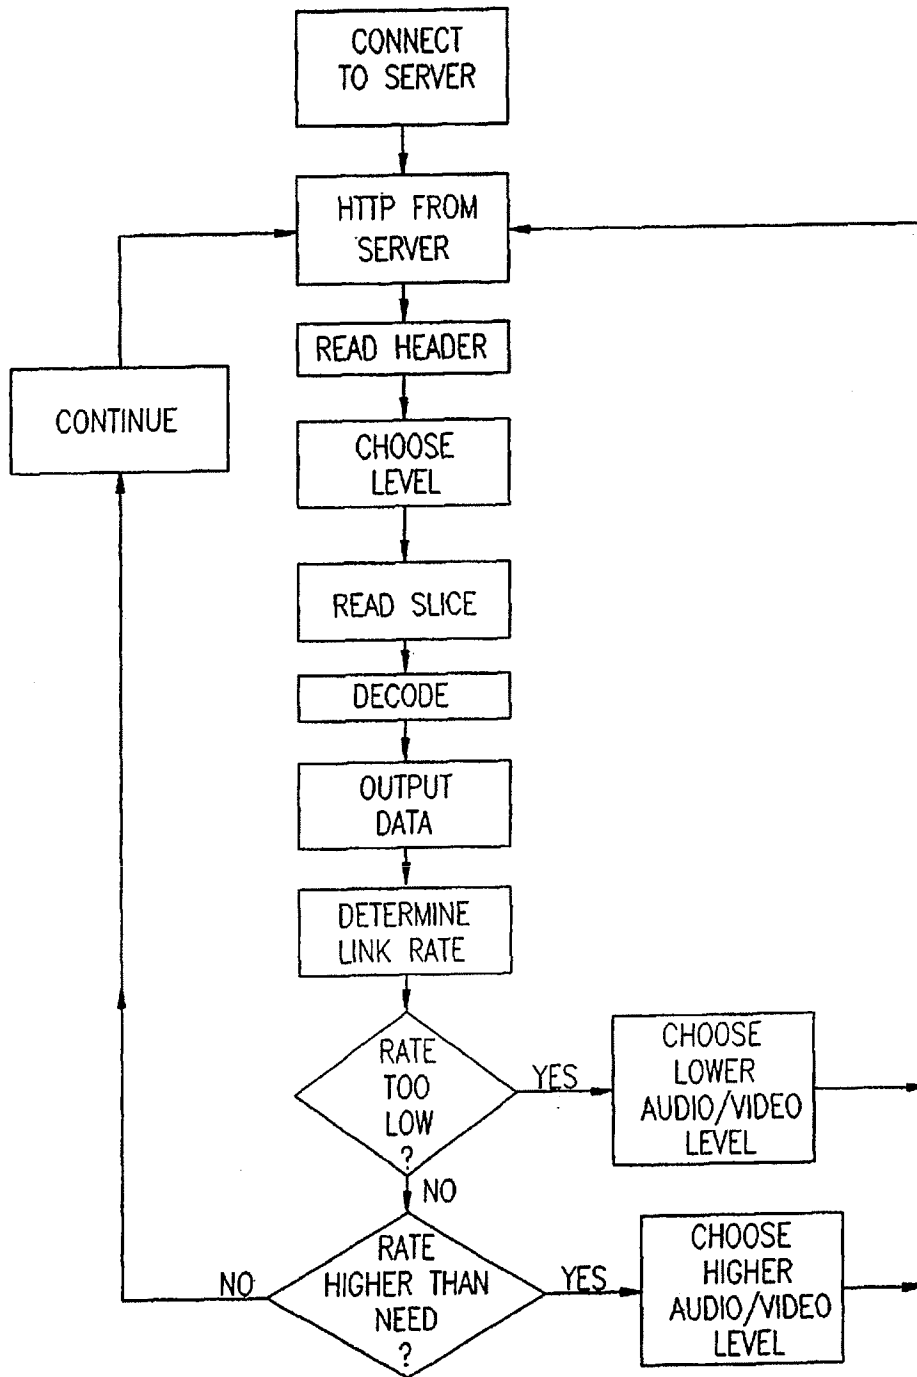 CONNECT
TO SERVER
HTTP FROM
SERVER
READ HEADER
CONTINUE
CHOOSE
LEVEL
READ SLICE
DECODE
OUTPUT
DATA
DETERMINE
LINK RATE
RATE
TOO
LOW
?
YES
CHOOSE
LOWER
AUDIO/VIDEO
LEVEL
NO
RATE
HIGHER THAN
NEED
?
NO
YES
CHOOSE
HIGHER
AUDIO/VIDEO
LEVEL